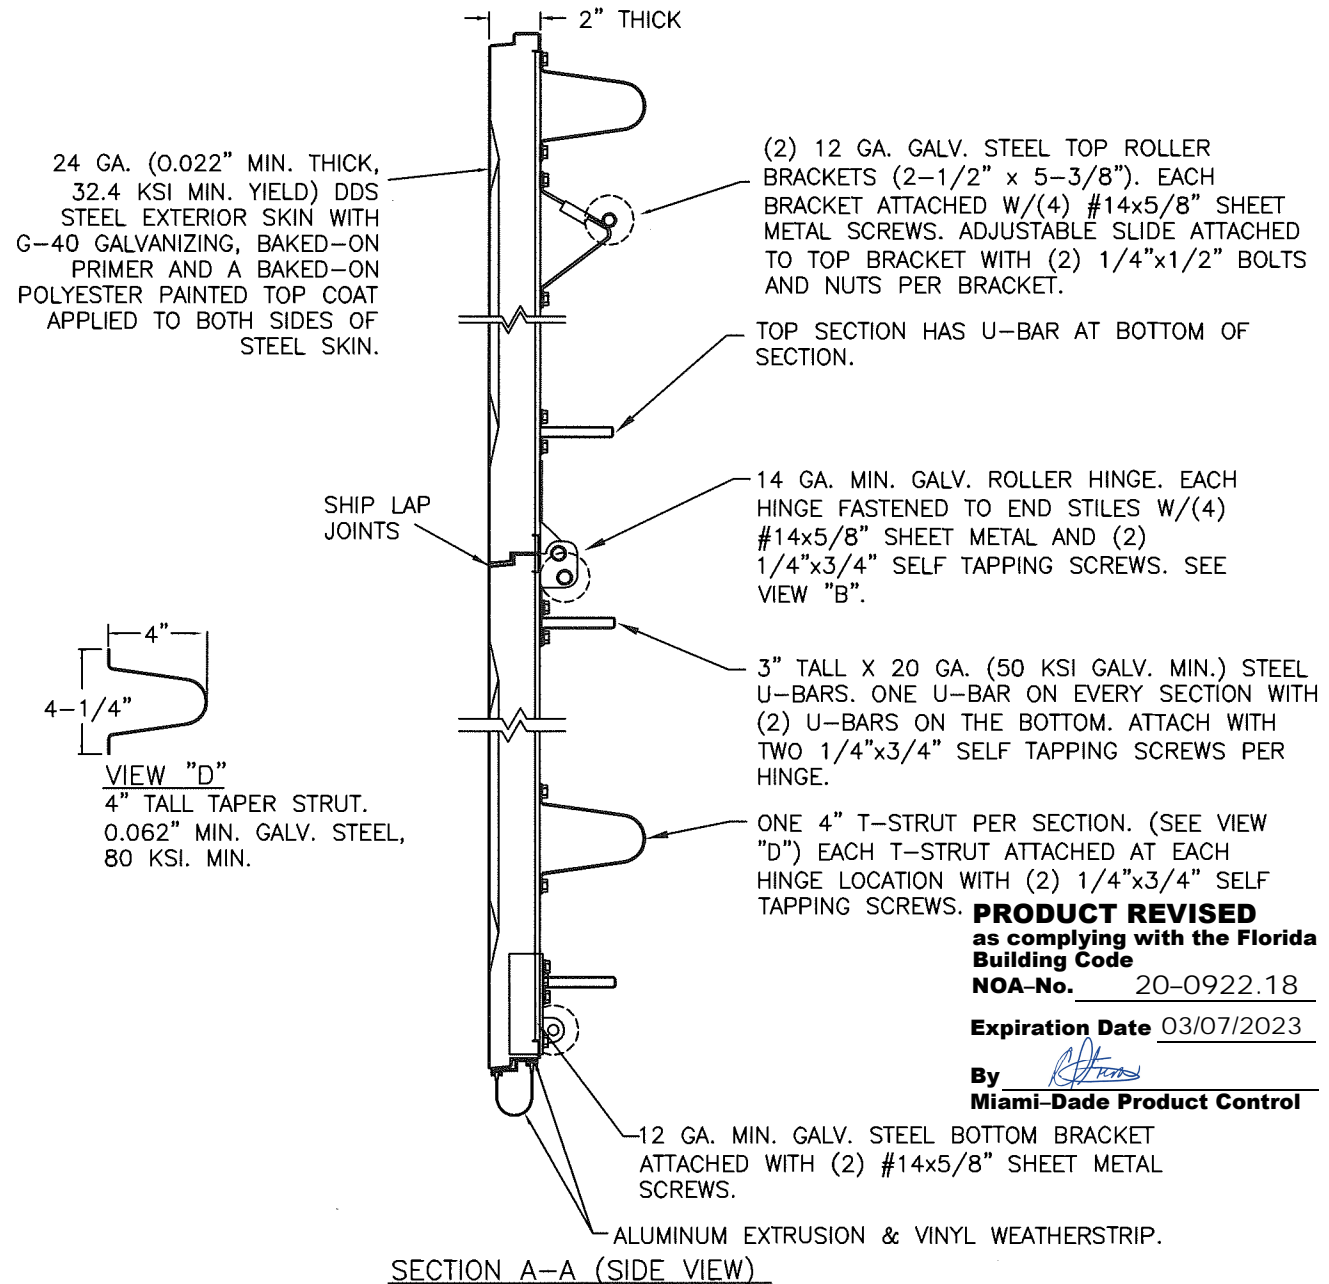 2" THICK
24 GA. (0.022" MIN. THICK,
32.4 KSI MIN. YIELD) DDS
STEEL EXTERIOR SKIN WITH
G-40 GALVANIZING, BAKED-ON
PRIMER AND A BAKED-ON
POLYESTER PAINTED TOP COAT
APPLIED TO BOTH SIDES OF
STEEL SKIN.
(2) 12 GA. GALV. STEEL TOP ROLLER
BRACKETS (2-1/2" x 5-3/8"). EACH
BRACKET ATTACHED W/(4) #14x5/8" SHEET
METAL SCREWS. ADJUSTABLE SLIDE ATTACHED
TO TOP BRACKET WITH (2) 1/4"x1/2" BOLTS
AND NUTS PER BRACKET.
TOP SECTION HAS U-BAR AT BOTTOM OF
SECTION.
SHIP LAP
JOINTS
14 GA. MIN. GALV. ROLLER HINGE. EACH
HINGE FASTENED TO END STILES W/(4)
#14x5/8" SHEET METAL AND (2)
1/4"x3/4" SELF TAPPING SCREWS. SEE
VIEW "B".
4"
4-1/4"
VIEW "D"
4" TALL TAPER STRUT.
0.062" MIN. GALV. STEEL,
80 KSI. MIN.
3" TALL X 20 GA. (50 KSI GALV. MIN.) STEEL
U-BARS. ONE U-BAR ON EVERY SECTION WITH
(2) U-BARS ON THE BOTTOM. ATTACH WITH
TWO 1/4"x3/4" SELF TAPPING SCREWS PER
HINGE.
ONE 4" T-STRUT PER SECTION. (SEE VIEW
"D") EACH T-STRUT ATTACHED AT EACH
HINGE LOCATION WITH (2) 1/4"x3/4" SELF
TAPPING SCREWS.
PRODUCT REVISED
as complying with the Florida
Building Code
NOA-No. 20-0922.18
Expiration Date 03/07/2023
By
Miami-Dade Product Control
12 GA. MIN. GALV. STEEL BOTTOM BRACKET
ATTACHED WITH (2) #14x5/8" SHEET METAL
SCREWS.
ALUMINUM EXTRUSION & VINYL WEATHERSTRIP.
SECTION A-A (SIDE VIEW)